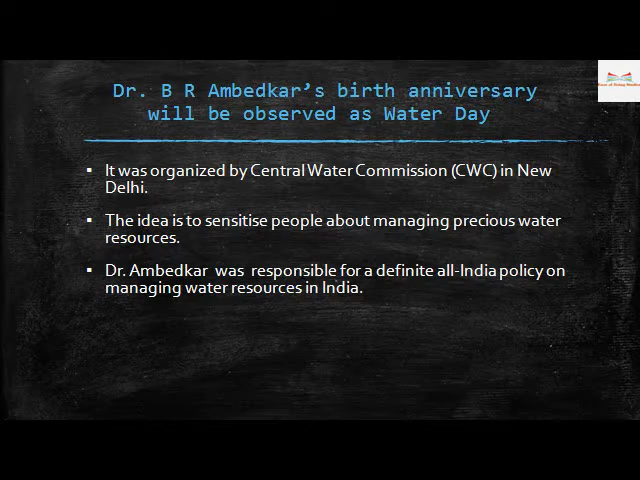 Dr. B R Ambedkar's birth anniversary
will be observed as Water Day
▪ It was organized by Central Water Commission (CWC) in New
Delhi.
▪ The idea is to sensitise people about managing precious water
resources.
▪ Dr. Ambedkar was responsible for a definite all-India policy on
managing water resources in India.